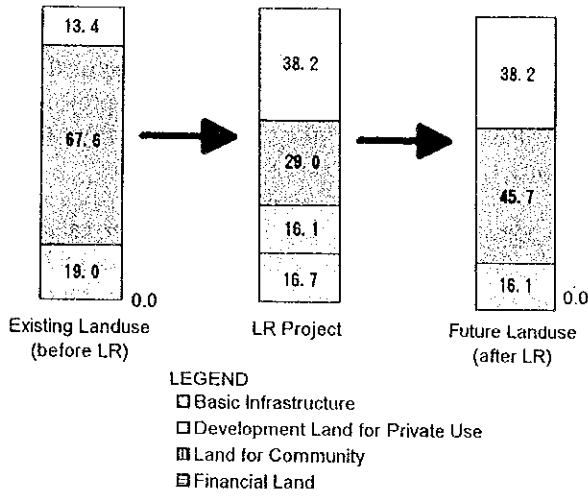 13.4
67.6
19.0
0.0
Existing Landuse
(before LR)
38.2
29.0
16.1
16.7
LR Project
38.2
45.7
16.1
0.0
Future Landuse
(after LR)
LEGEND
Basic Infrastructure
Development Land for Private Use
Land for Community
Financial Land